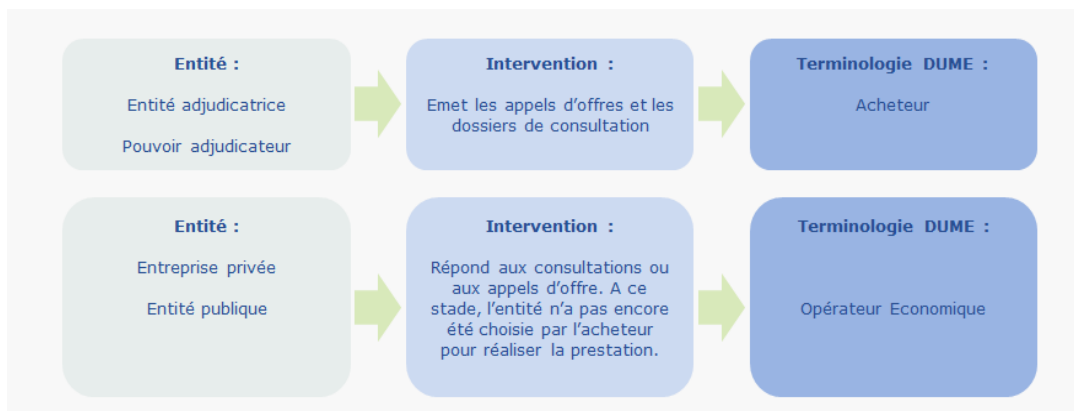 Entité :
Entité adjudicatrice
Pouvoir adjudicateur
Intervention :
Emet les appels d’offres et les
dossiers de consultation
Terminologie DUME :
Acheteur
Entité :
Entreprise privée
Entité publique
Intervention :
Répond aux consultations ou
aux appels d’offre. A ce
stade, l’entité n’a pas encore
été choisie par l’acheteur
pour réaliser la prestation.
Terminologie DUME :
Opérateur Economique